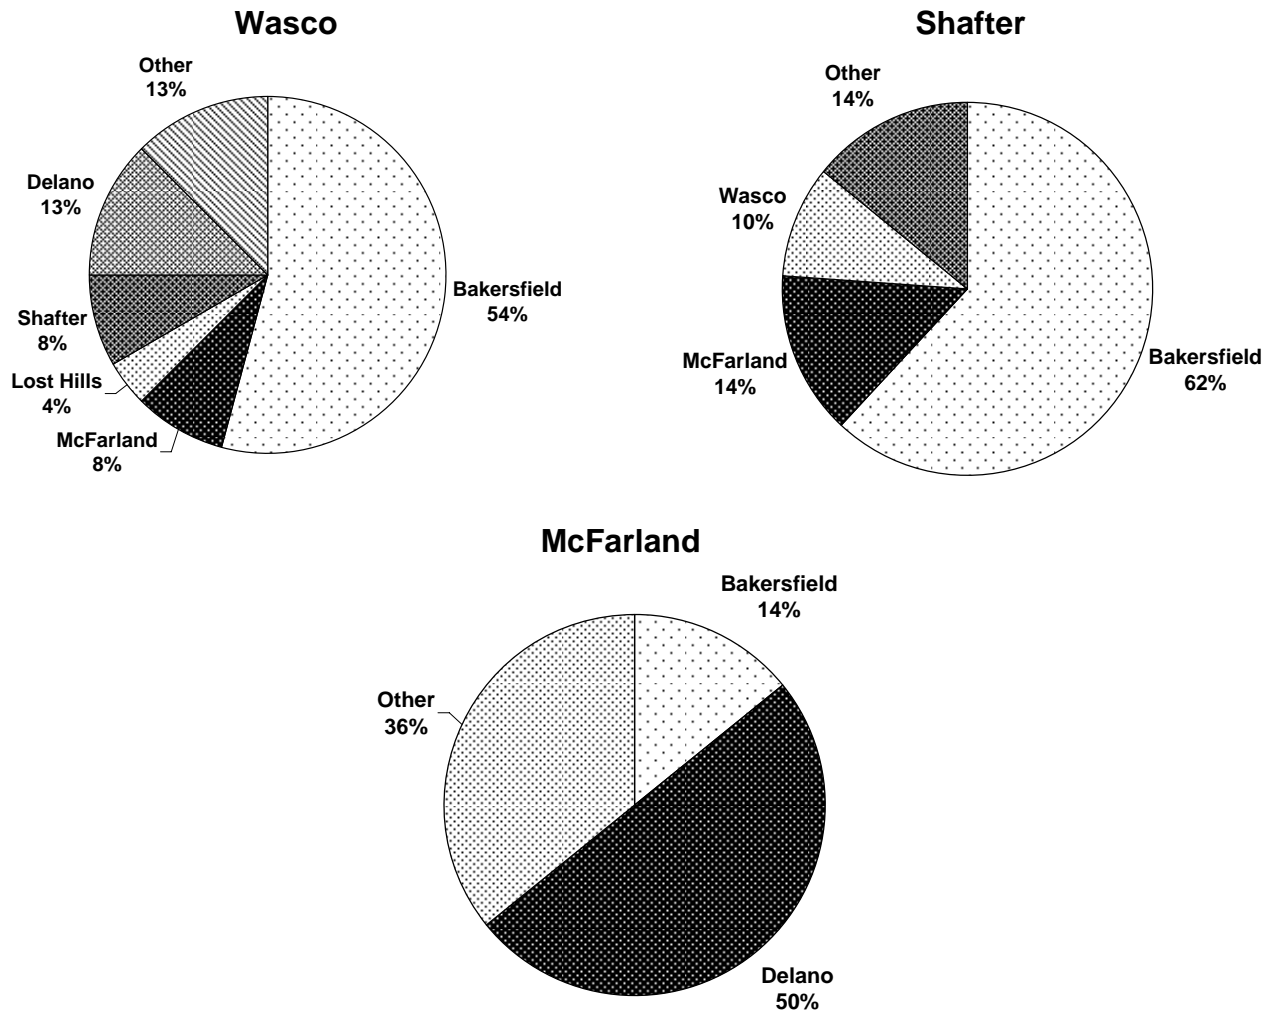 Wasco
Other
13%
Delano
13%
Shafter
8%
Lost Hills
4%
McFarland
8%
Bakersfield
54%
Shafter
Other
14%
Wasco
10%
McFarland
14%
Bakersfield
62%
McFarland
Bakersfield
14%
Other
36%
Delano
50%